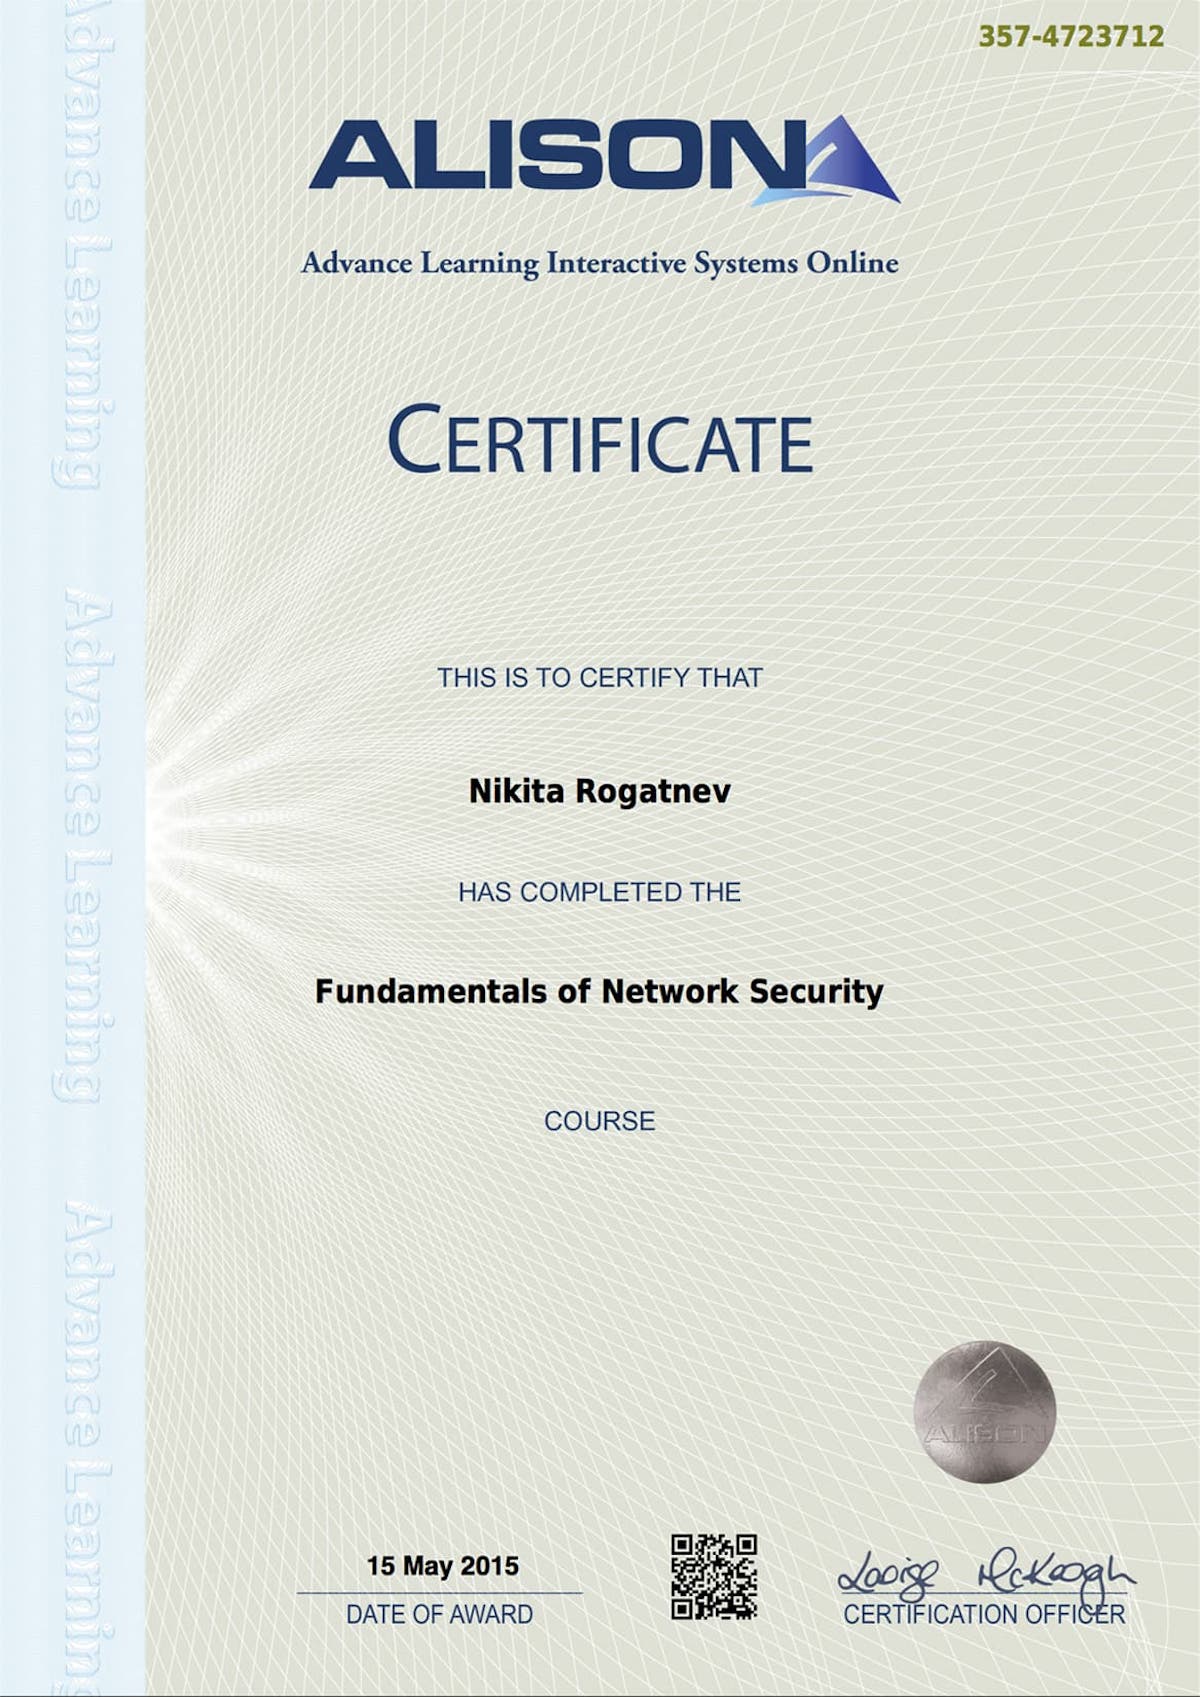 357-4723712
ALISON
Advance Learning Interactive Systems Online
CERTIFICATE
THIS IS TO CERTIFY THAT
Nikita Rogatnev
HAS COMPLETED THE
Fundamentals of Network Security
COURSE
ALISON
15 May 2015
DATE OF AWARD
Louise McKeogh
CERTIFICATION OFFICER
Advance Learning
Advance Learning
Advance Learning